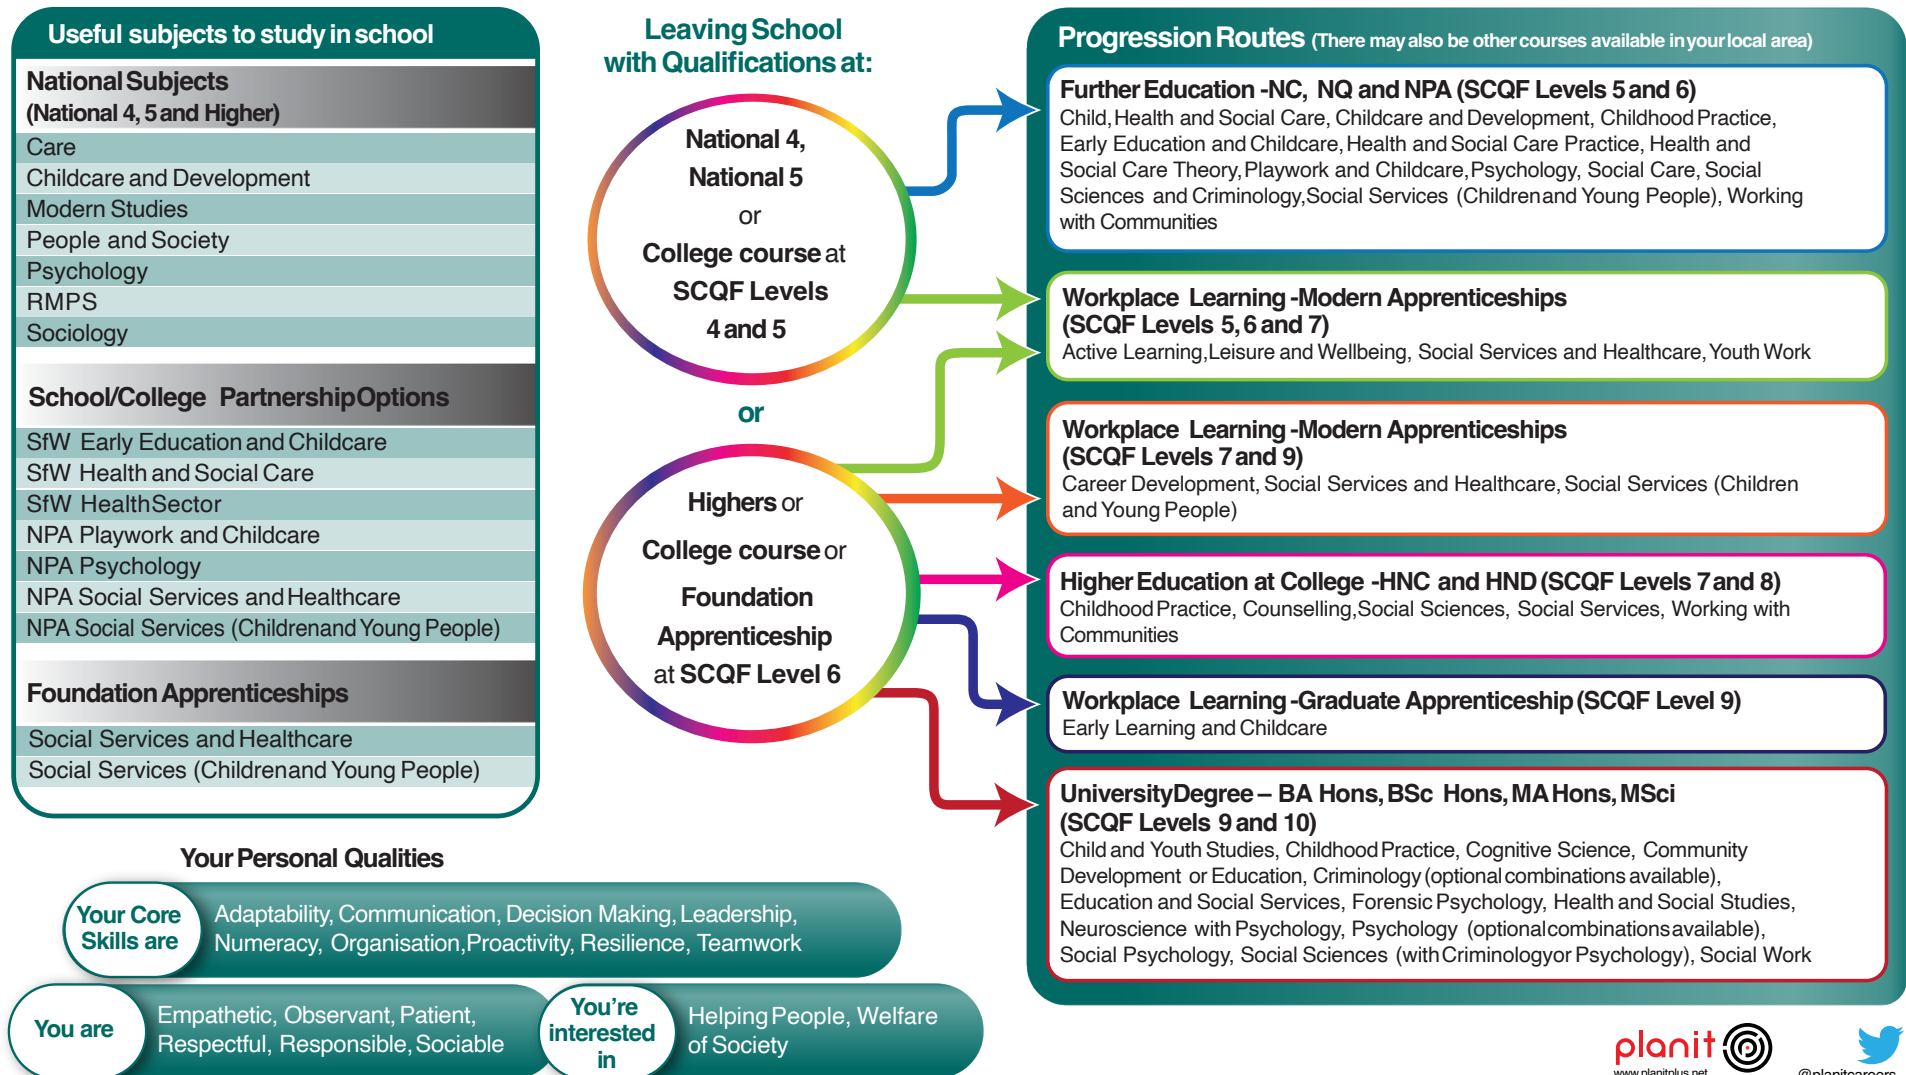 Useful subjects to study in school
National Subjects
(National 4, 5 and Higher)
Care
Childcare and Development
Modern Studies
People and Society
Psychology
RMPS
Sociology
School/College Partnership Options
SfW Early Education and Childcare
SfW Health and Social Care
SfW Health Sector
NPA Playwork and Childcare
NPA Psychology
NPA Social Services and Healthcare
NPA Social Services (Children and Young People)
Foundation Apprenticeships
Social Services and Healthcare
Social Services (Children and Young People)
Leaving School
with Qualifications at:
National 4,
National 5
or
College course at
SCQF Levels
4 and 5
or
Highers or
College course or
Foundation
Apprenticeship
at SCQF Level 6
Progression Routes (There may also be other courses available in your local area)
Further Education - NC, NQ and NPA (SCQF Levels 5 and 6)
Child, Health and Social Care, Childcare and Development, Childhood Practice,
Early Education and Childcare, Health and Social Care Practice, Health and
Social Care Theory, Playwork and Childcare, Psychology, Social Care, Social
Sciences and Criminology, Social Services (Children and Young People), Working
with Communities
Workplace Learning - Modern Apprenticeships
(SCQF Levels 5, 6 and 7)
Active Learning, Leisure and Wellbeing, Social Services and Healthcare, Youth Work
Workplace Learning - Modern Apprenticeships
(SCQF Levels 7 and 9)
Career Development, Social Services and Healthcare, Social Services (Children
and Young People)
Higher Education at College - HNC and HND (SCQF Levels 7 and 8)
Childhood Practice, Counselling, Social Sciences, Social Services, Working with
Communities
Workplace Learning - Graduate Apprenticeship (SCQF Level 9)
Early Learning and Childcare
University Degree – BA Hons, BSc Hons, MA Hons, MSci
(SCQF Levels 9 and 10)
Child and Youth Studies, Childhood Practice, Cognitive Science, Community
Development or Education, Criminology (optional combinations available),
Education and Social Services, Forensic Psychology, Health and Social Studies,
Neuroscience with Psychology, Psychology (optional combinations available),
Social Psychology, Social Sciences (with Criminology or Psychology), Social Work
Your Personal Qualities
Your Core
Skills are
Adaptability, Communication, Decision Making, Leadership,
Numeracy, Organisation, Proactivity, Resilience, Teamwork
You are
Empathetic, Observant, Patient,
Respectful, Responsible, Sociable
You're
interested
in
Helping People, Welfare
of Society
planit
www.planitplus.net
@planitcareers